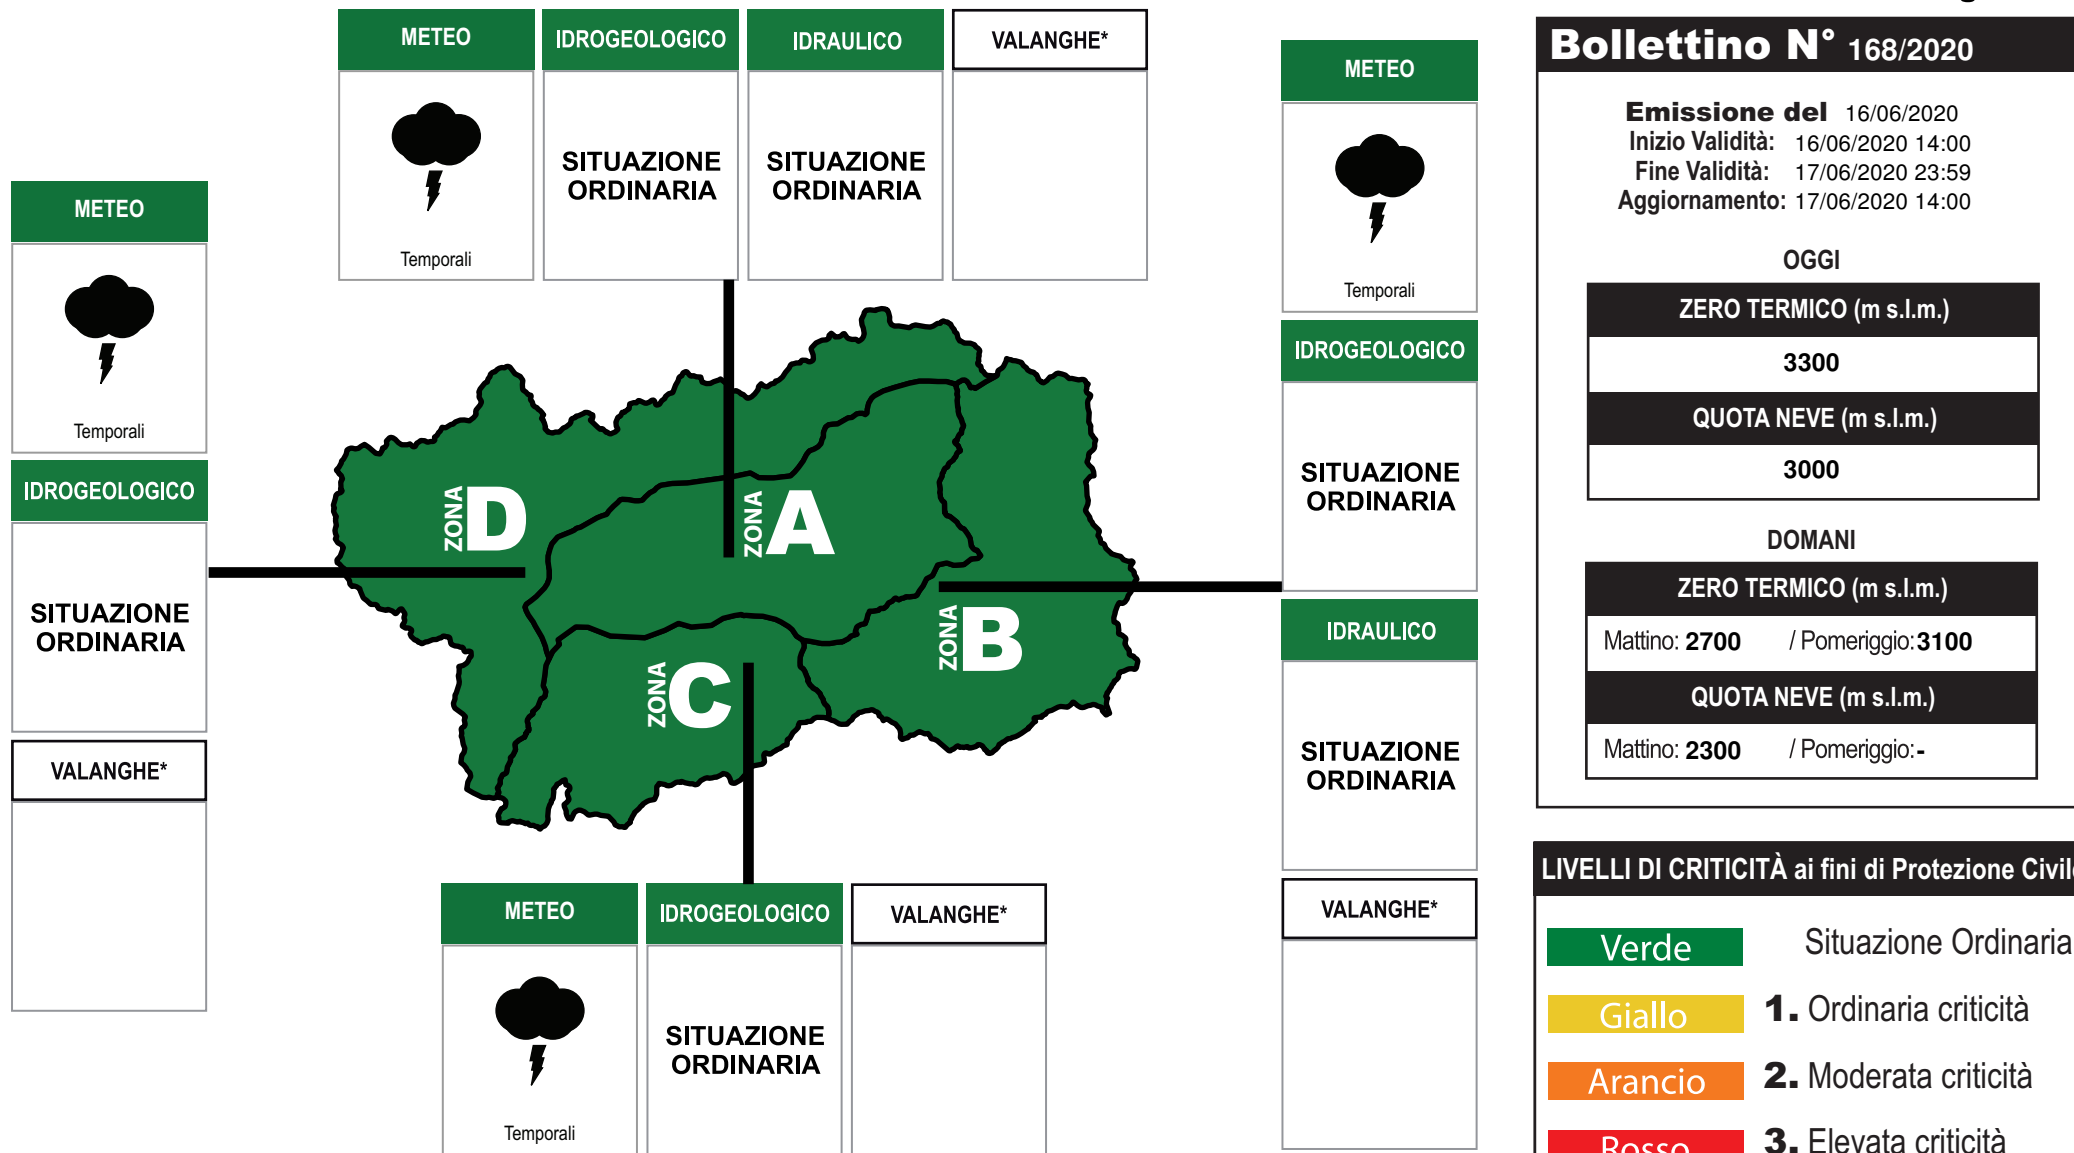 METEO
IDROGEOLOGICO
IDRAULICO
VALANGHE*
Temporali
SITUAZIONE
ORDINARIA
SITUAZIONE
ORDINARIA
METEO
Temporali
IDROGEOLOGICO
SITUAZIONE
ORDINARIA
VALANGHE*
METEO
Temporali
IDROGEOLOGICO
SITUAZIONE
ORDINARIA
IDRAULICO
SITUAZIONE
ORDINARIA
VALANGHE*
ZONA D
ZONA A
ZONA B
ZONA C
METEO
IDROGEOLOGICO
VALANGHE*
Temporali
SITUAZIONE
ORDINARIA
Bollettino N° 168/2020
Emissione del 16/06/2020
Inizio Validità: 16/06/2020 14:00
Fine Validità: 17/06/2020 23:59
Aggiornamento: 17/06/2020 14:00
OGGI
ZERO TERMICO (m s.l.m.)
3300
QUOTA NEVE (m s.l.m.)
3000
DOMANI
ZERO TERMICO (m s.l.m.)
Mattino: 2700 / Pomeriggio: 3100
QUOTA NEVE (m s.l.m.)
Mattino: 2300 / Pomeriggio: -
LIVELLI DI CRITICITÀ ai fini di Protezione Civile
Verde Situazione Ordinaria
Giallo 1. Ordinaria criticità
Arancio 2. Moderata criticità
Rosso 3. Elevata criticità